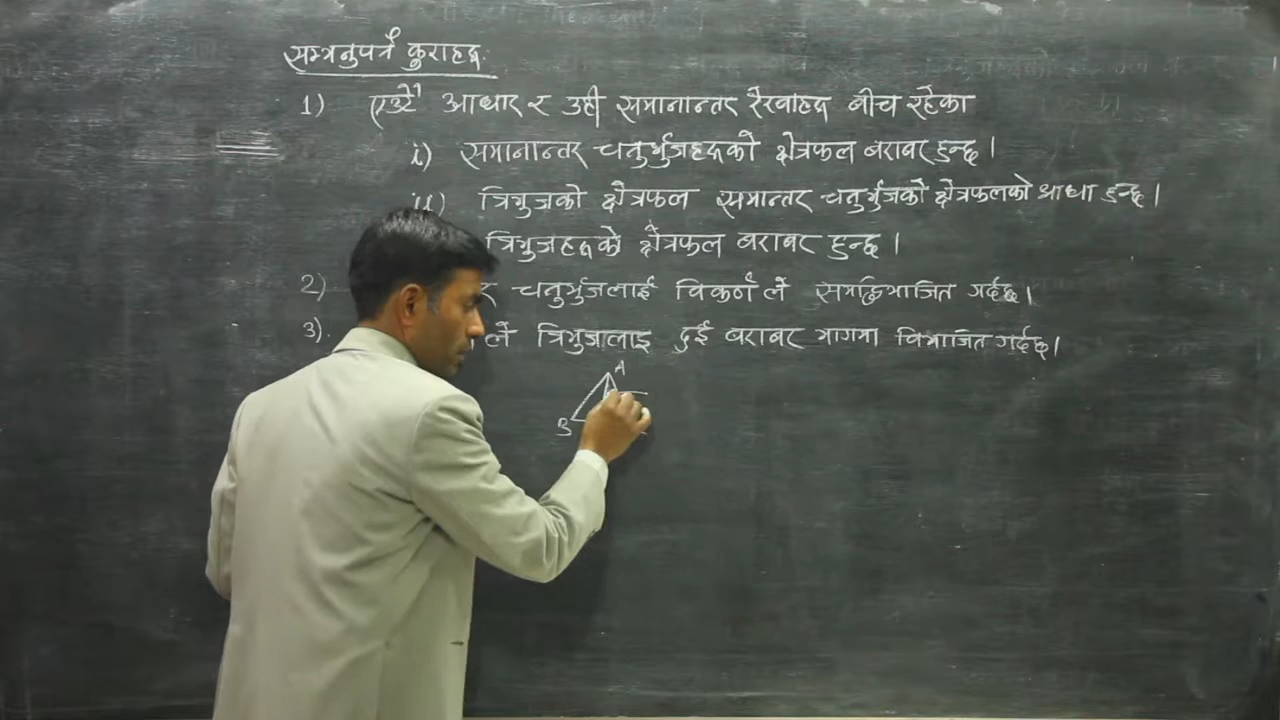 सम्झनुपर्ने कुराहरू
1) एउटै आधार र उही समानान्तर रेखाहरू बीच रहेका
i) समानान्तर चतुर्भुजहरूको क्षेत्रफल बराबर हुन्छ।
ii) त्रिभुजको क्षेत्रफल समान्तर चतुर्भुजको क्षेत्रफलको आधा हुन्छ।
त्रिभुजहरूको क्षेत्रफल बराबर हुन्छ।
2) र चतुर्भुजलाई विकर्णले समद्विभाजित गर्दछ।
3). ले त्रिभुजलाइ दुई बराबर भागमा विभाजित गर्दछ।
A
B